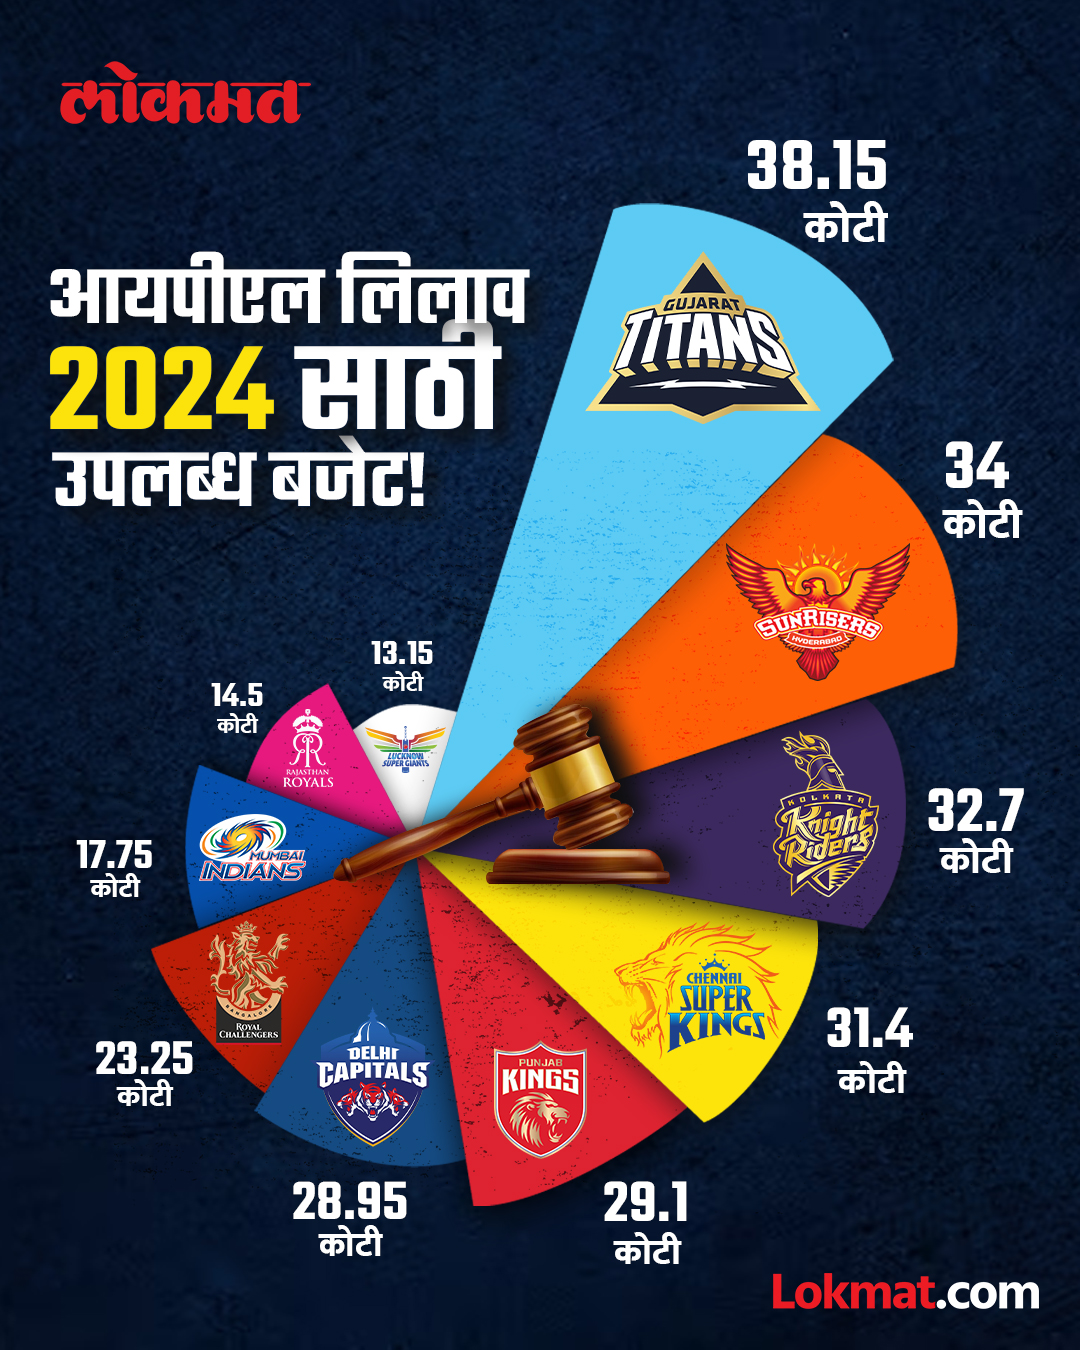 लोकमत
आयपीएल लिलाव
2024 साठी
उपलब्ध बजेट!
38.15
कोटी
GUJARAT
TITANS
34
कोटी
SUNRISERS
HYDERABAD
32.7
कोटी
KOLKATA
Knight
Riders
31.4
कोटी
CHENNAI
SUPER
KINGS
29.1
कोटी
PUNJAB
KINGS
28.95
कोटी
DELHI
CAPITALS
23.25
कोटी
BANGALORE
ROYAL
CHALLENGERS
17.75
कोटी
MUMBAI
INDIANS
14.5
कोटी
RAJASTHAN
ROYALS
13.15
कोटी
LUCKNOW
SUPER GIANTS
Lokmat.com